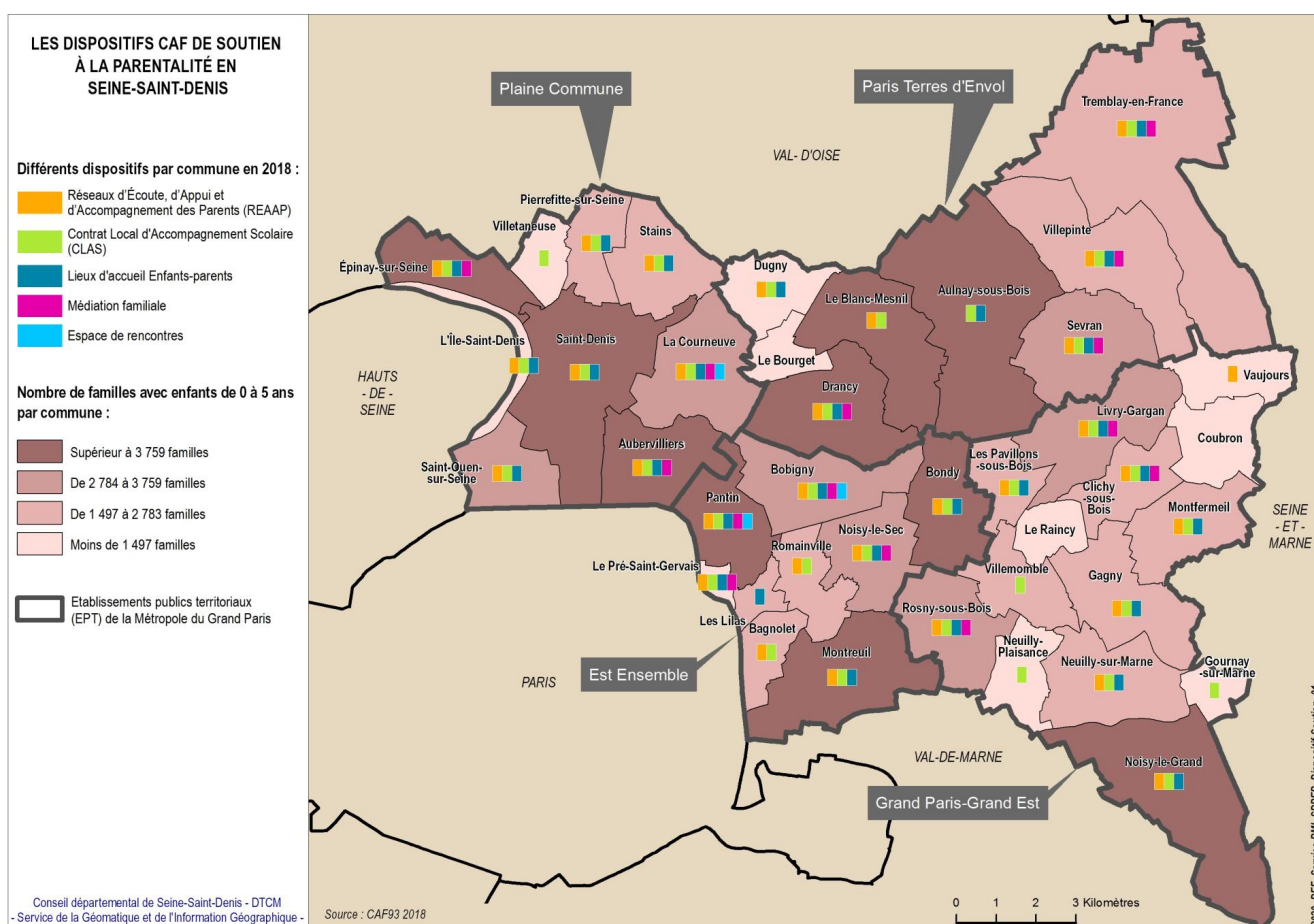 LES DISPOSITIFS CAF DE SOUTIEN
À LA PARENTALITÉ EN
SEINE-SAINT-DENIS
Différents dispositifs par commune en 2018 :
Réseaux d'Écoute, d'Appui et
d'Accompagnement des Parents (REAAP)
Contrat Local d'Accompagnement Scolaire
(CLAS)
Lieux d'accueil Enfants-parents
Médiation familiale
Espace de rencontres
Nombre de familles avec enfants de 0 à 5 ans
par commune :
Supérieur à 3 759 familles
De 2 784 à 3 759 familles
De 1 497 à 2 783 familles
Moins de 1 497 familles
Etablissements publics territoriaux
(EPT) de la Métropole du Grand Paris
Conseil départemental de Seine-Saint-Denis - DTCM
- Service de la Géomatique et de l'Information Géographique -
Plaine Commune
Paris Terres d'Envol
Tremblay-en-France
VAL- D'OISE
Pierrefitte-sur-Seine
Villetaneuse
Stains
Villepinte
Épinay-sur-Seine
Dugny
Le Blanc-Mesnil
Aulnay-sous-Bois
Sevran
L'Île-Saint-Denis
Saint-Denis
La Courneuve
Le Bourget
Vaujours
HAUTS
- DE -
SEINE
Drancy
Livry-Gargan
Coubron
Aubervilliers
Saint-Ouen-
sur-Seine
Bobigny
Bondy
Les Pavillons
-sous-Bois
Clichy
-sous-
Bois
Pantin
Montfermeil
SEINE
- ET -
MARNE
Noisy-le-Sec
Le Raincy
Romainville
Le Pré-Saint-Gervais
Villemomble
Gagny
Les Lilas
Rosny-sous-Bois
Bagnolet
Montreuil
Neuilly-
Plaisance
Neuilly-sur-Marne
Gournay
-sur-Marne
Est Ensemble
PARIS
VAL-DE-MARNE
Noisy-le-Grand
Grand Paris-Grand Est
Source : CAF93 2018
0 1 2 3 Kilomètres